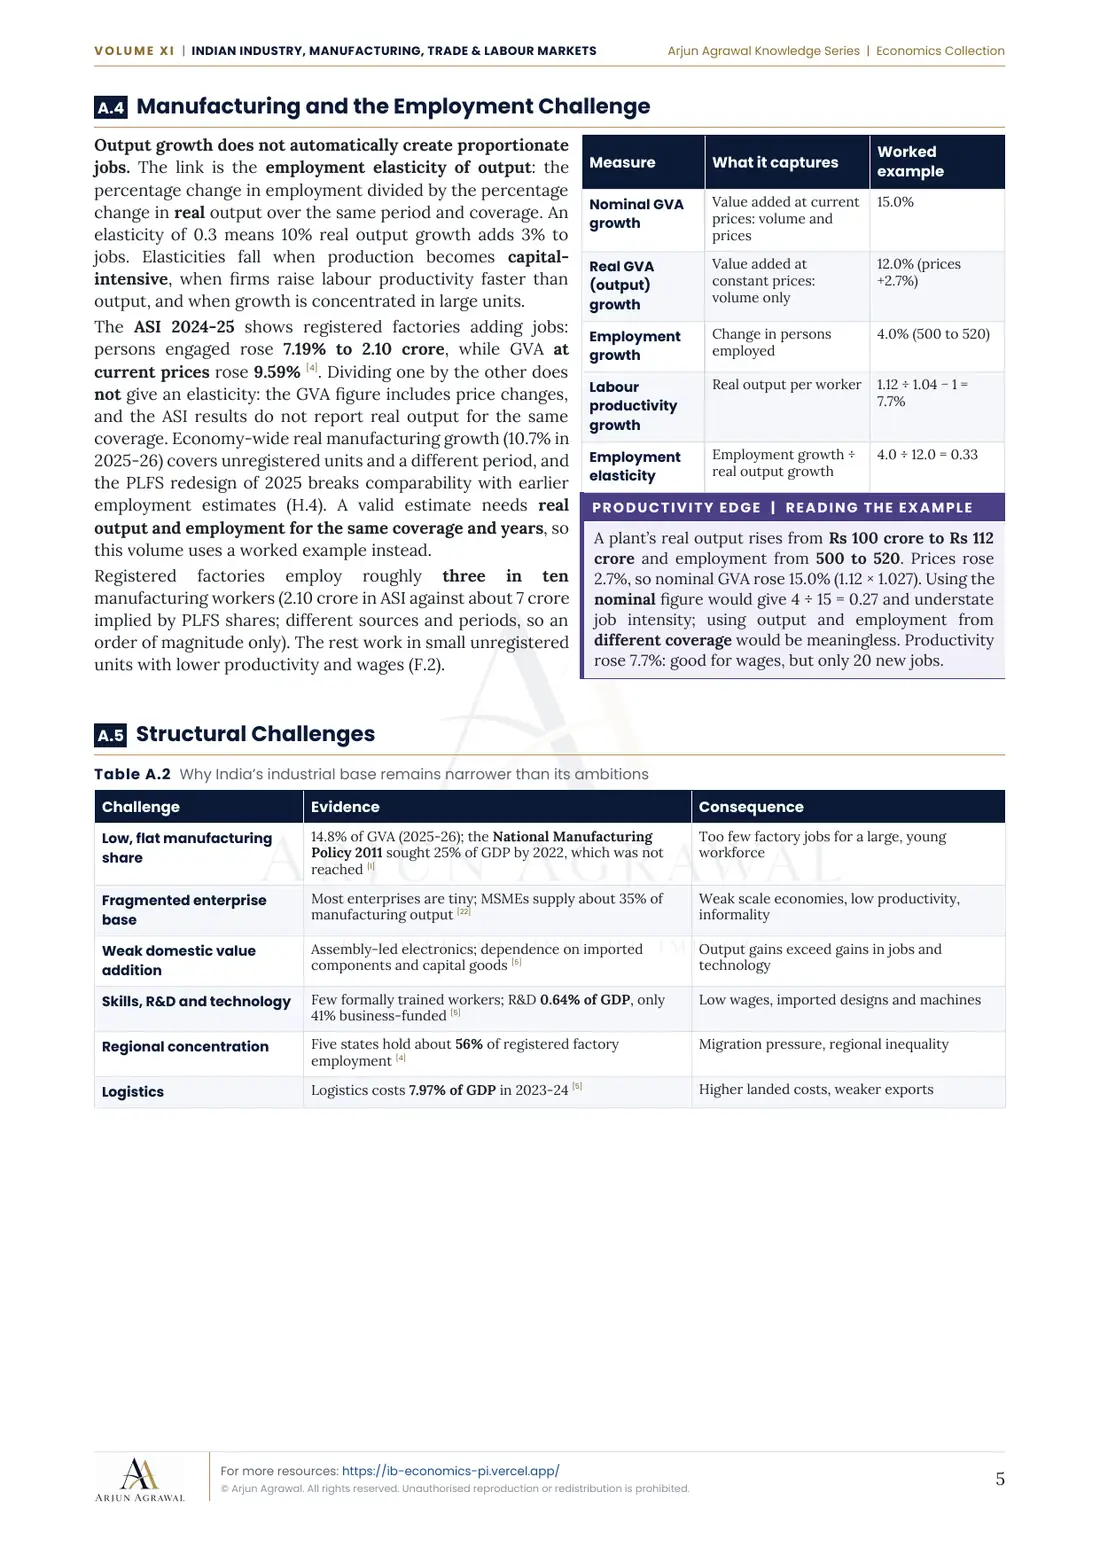 VOLUME XI | INDIAN INDUSTRY, MANUFACTURING, TRADE & LABOUR MARKETS
Arjun Agrawal Knowledge Series | Economics Collection
A.4 Manufacturing and the Employment Challenge
Output growth does not automatically create proportionate
jobs. The link is the employment elasticity of output: the
percentage change in employment divided by the percentage
change in real output over the same period and coverage. An
elasticity of 0.3 means 10% real output growth adds 3% to
jobs. Elasticities fall when production becomes capital-
intensive, when firms raise labour productivity faster than
output, and when growth is concentrated in large units.
The ASI 2024-25 shows registered factories adding jobs:
persons engaged rose 7.19% to 2.10 crore, while GVA at
current prices rose 9.59% [4]. Dividing one by the other does
not give an elasticity: the GVA figure includes price changes,
and the ASI results do not report real output for the same
coverage. Economy-wide real manufacturing growth (10.7% in
2025-26) covers unregistered units and a different period, and
the PLFS redesign of 2025 breaks comparability with earlier
employment estimates (H.4). A valid estimate needs real
output and employment for the same coverage and years, so
this volume uses a worked example instead.
Registered factories employ roughly three in ten
manufacturing workers (2.10 crore in ASI against about 7 crore
implied by PLFS shares; different sources and periods, so an
order of magnitude only). The rest work in small unregistered
units with lower productivity and wages (F.2).
Measure
What it captures
Worked
example
Nominal GVA
growth
Value added at current
prices: volume and
prices
15.0%
Real GVA
(output)
growth
Value added at
constant prices:
volume only
12.0% (prices
+2.7%)
Employment
growth
Change in persons
employed
4.0% (500 to 520)
Labour
productivity
growth
Real output per worker
1.12 ÷ 1.04 − 1 =
7.7%
Employment
elasticity
Employment growth ÷
real output growth
4.0 ÷ 12.0 = 0.33
PRODUCTIVITY EDGE | READING THE EXAMPLE
A plant's real output rises from Rs 100 crore to Rs 112
crore and employment from 500 to 520. Prices rose
2.7%, so nominal GVA rose 15.0% (1.12 × 1.027). Using the
nominal figure would give 4 ÷ 15 = 0.27 and understate
job intensity; using output and employment from
different coverage would be meaningless. Productivity
rose 7.7%: good for wages, but only 20 new jobs.
A.5 Structural Challenges
Table A.2 Why India's industrial base remains narrower than its ambitions
Challenge
Evidence
Consequence
Low, flat manufacturing
share
14.8% of GVA (2025-26); the National Manufacturing
Policy 2011 sought 25% of GDP by 2022, which was not
reached [1]
Too few factory jobs for a large, young
workforce
Fragmented enterprise
base
Most enterprises are tiny; MSMEs supply about 35% of
manufacturing output [22]
Weak scale economies, low productivity,
informality
Weak domestic value
addition
Assembly-led electronics; dependence on imported
components and capital goods [5]
Output gains exceed gains in jobs and
technology
Skills, R&D and technology
Few formally trained workers; R&D 0.64% of GDP, only
41% business-funded [5]
Low wages, imported designs and machines
Regional concentration
Five states hold about 56% of registered factory
employment [4]
Migration pressure, regional inequality
Logistics
Logistics costs 7.97% of GDP in 2023-24 [5]
Higher landed costs, weaker exports
ARJUN AGRAWAL
ARJUN AGRAWAL
For more resources: https://ib-economics-pi.vercel.app/
© Arjun Agrawal. All rights reserved. Unauthorised reproduction or redistribution is prohibited.
5